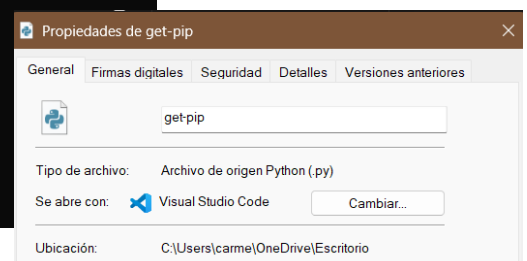 Propiedades de get-pip
General Firmas digitales Seguridad Detalles Versiones anteriores
get-pip
Tipo de archivo: Archivo de origen Python (.py)
Se abre con: Visual Studio Code Cambiar...
Ubicación: C:\Users\carme\OneDrive\Escritorio